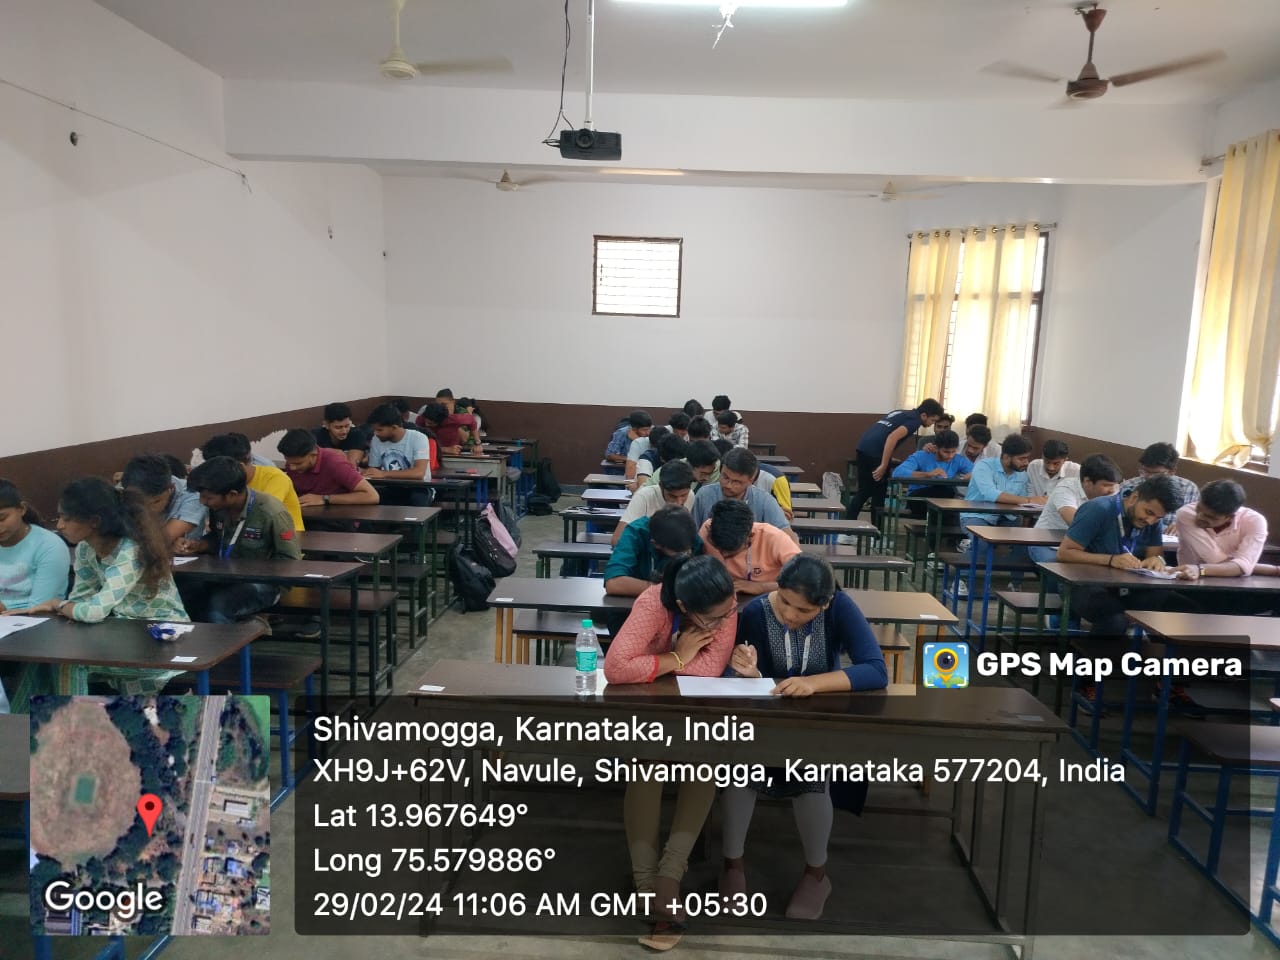 GPS Map Camera
Shivamogga, Karnataka, India
XH9J+62V, Navule, Shivamogga, Karnataka 577204, India
Lat 13.967649°
Long 75.579886°
29/02/24 11:06 AM GMT +05:30
Google